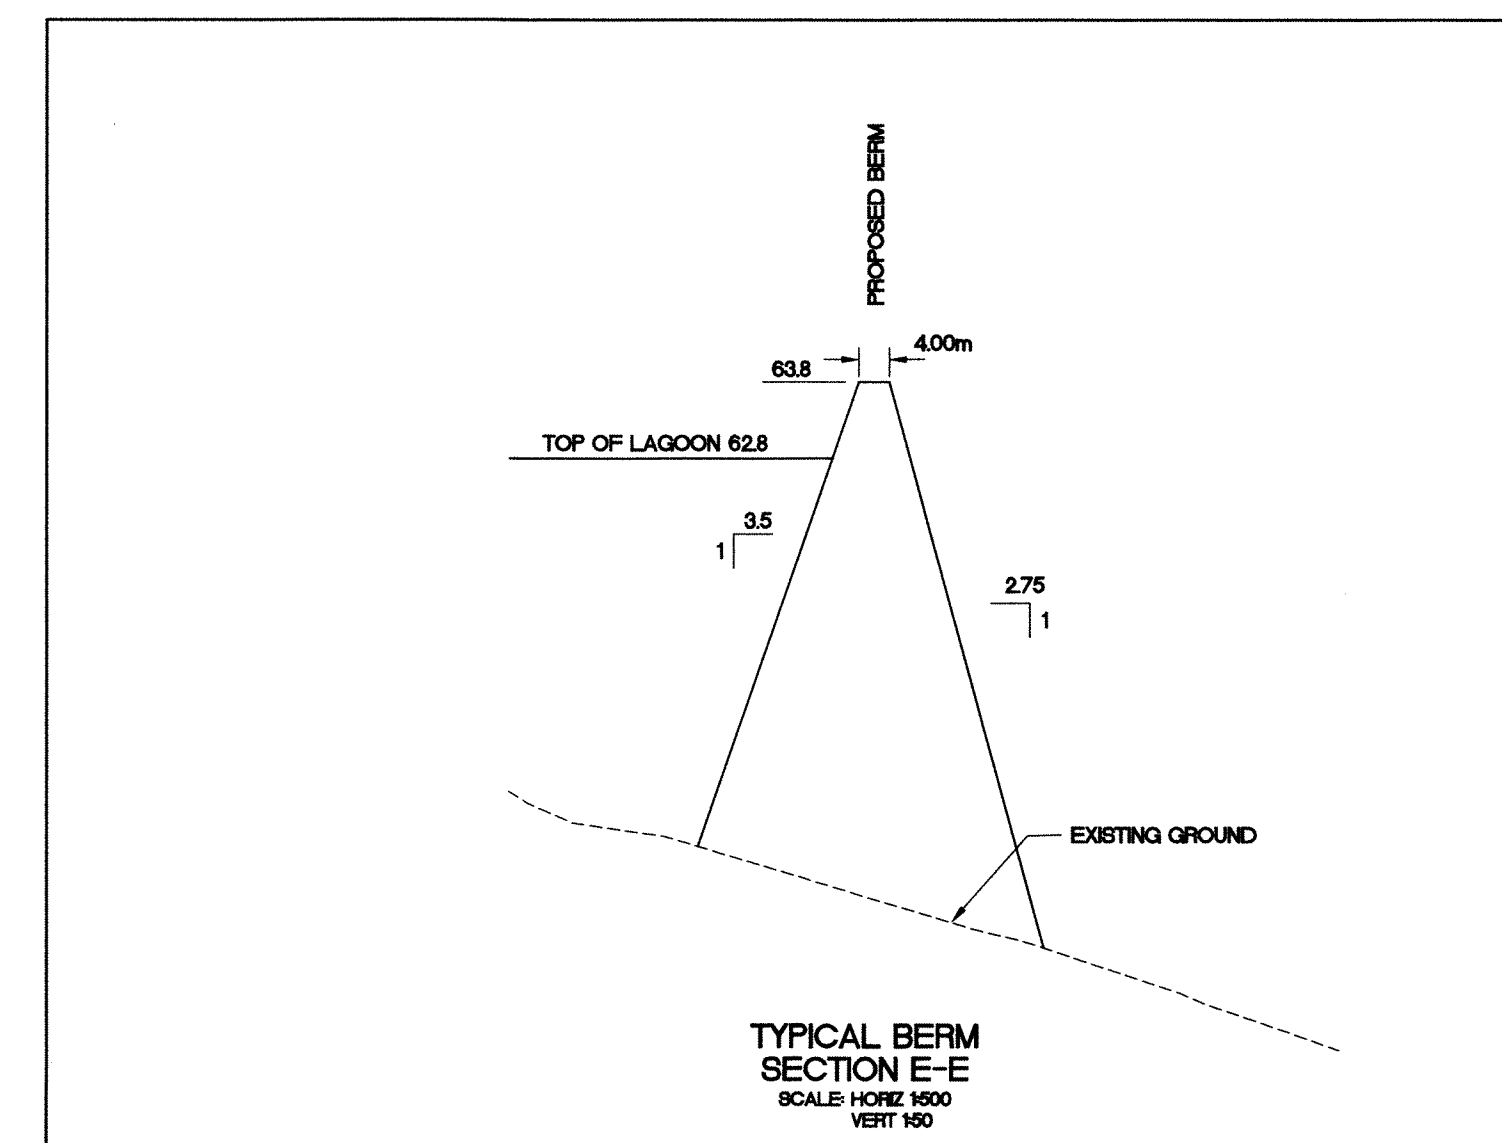 PROPOSED BERM
4.00m
63.8
TOP OF LAGOON 62.8
3.5
1
2.75
1
EXISTING GROUND
TYPICAL BERM
SECTION E-E
SCALE: HORIZ 1:500
VERT 1:50